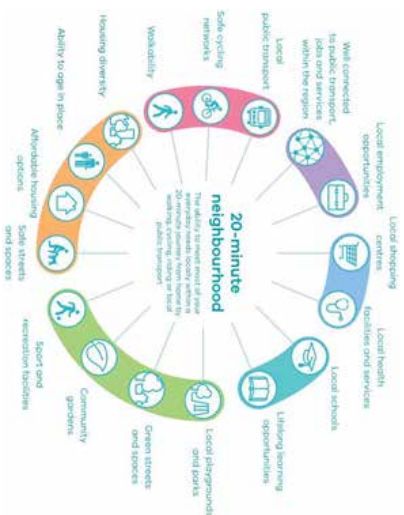 20-minute
neighbourhood
The ability to meet most of your
everyday needs locally within a
20-minute journey from home by
walking, cycling, riding or local
public transport
Local shopping
centres
Local health
facilities and services
Local schools
Lifelong learning
opportunities
Local playgrounds
and parks
Green streets
and spaces
Community
gardens
Sport and
recreation facilities
Safe streets
and spaces
Affordable housing
options
Ability to age in place
Housing diversity
Walkability
Safe cycling
networks
Local
public transport
Well connected
to public transport,
jobs and services
within the region
Local employment
opportunities